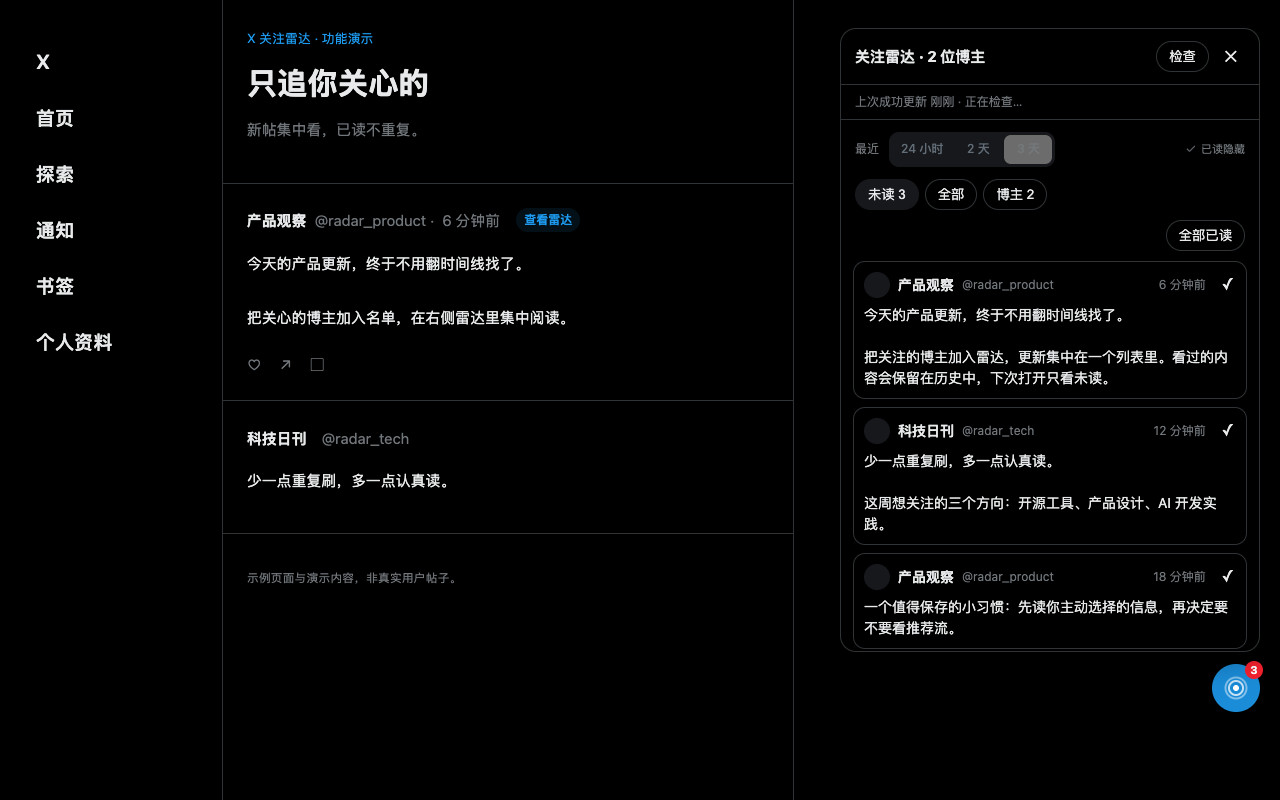 X
首页
探索
通知
书签
个人资料
X 关注雷达 · 功能演示
只追你关心的
新帖集中看，已读不重复。
产品观察 @radar_product · 6 分钟前 查看雷达
今天的产品更新，终于不用翻时间线找了。
把关心的博主加入名单，在右侧雷达里集中阅读。
科技日刊 @radar_tech
少一点重复刷，多一点认真读。
示例页面与演示内容，非真实用户帖子。
关注雷达 · 2 位博主 检查
上次成功更新 刚刚 · 正在检查...
最近 24 小时 2 天 3 天 已读隐藏
未读 3 全部 博主 2
全部已读
产品观察 @radar_product 6 分钟前
今天的产品更新，终于不用翻时间线找了。
把关注的博主加入雷达，更新集中在一个列表里。看过的内
容会保留在历史中，下次打开只看未读。
科技日刊 @radar_tech 12 分钟前
少一点重复刷，多一点认真读。
这周想关注的三个方向：开源工具、产品设计、AI 开发实
践。
产品观察 @radar_product 18 分钟前
一个值得保存的小习惯：先读你主动选择的信息，再决定要
不要看推荐流。
3